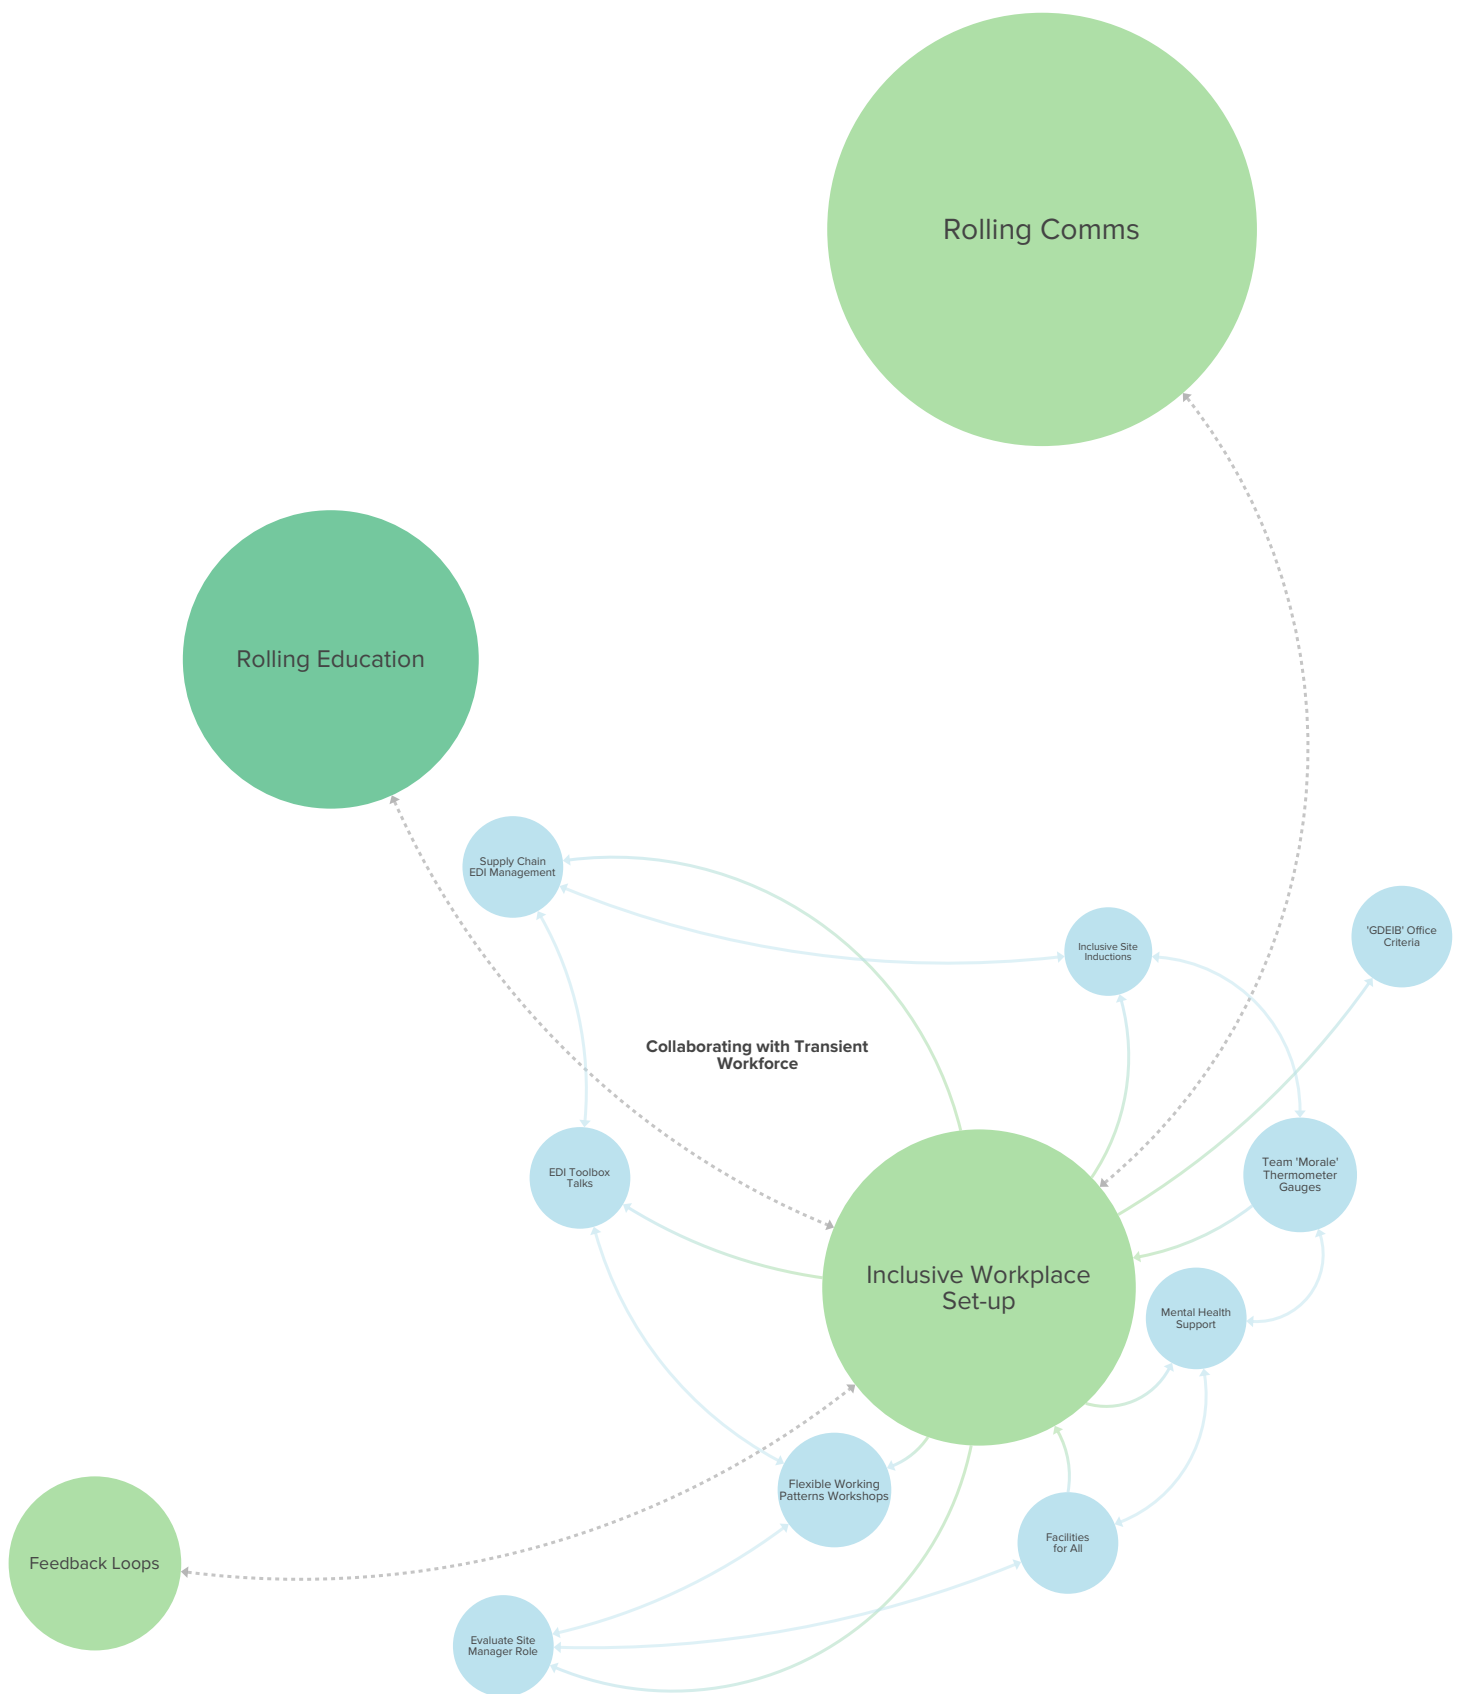 Rolling Comms
Rolling Education
Supply Chain
EDI Management
Inclusive Site
Inductions
'GDEIB' Office
Criteria
Collaborating with Transient
Workforce
EDI Toolbox
Talks
Team 'Morale'
Thermometer
Gauges
Inclusive Workplace
Set-up
Mental Health
Support
Flexible Working
Patterns Workshops
Facilities
for All
Feedback Loops
Evaluate Site
Manager Role